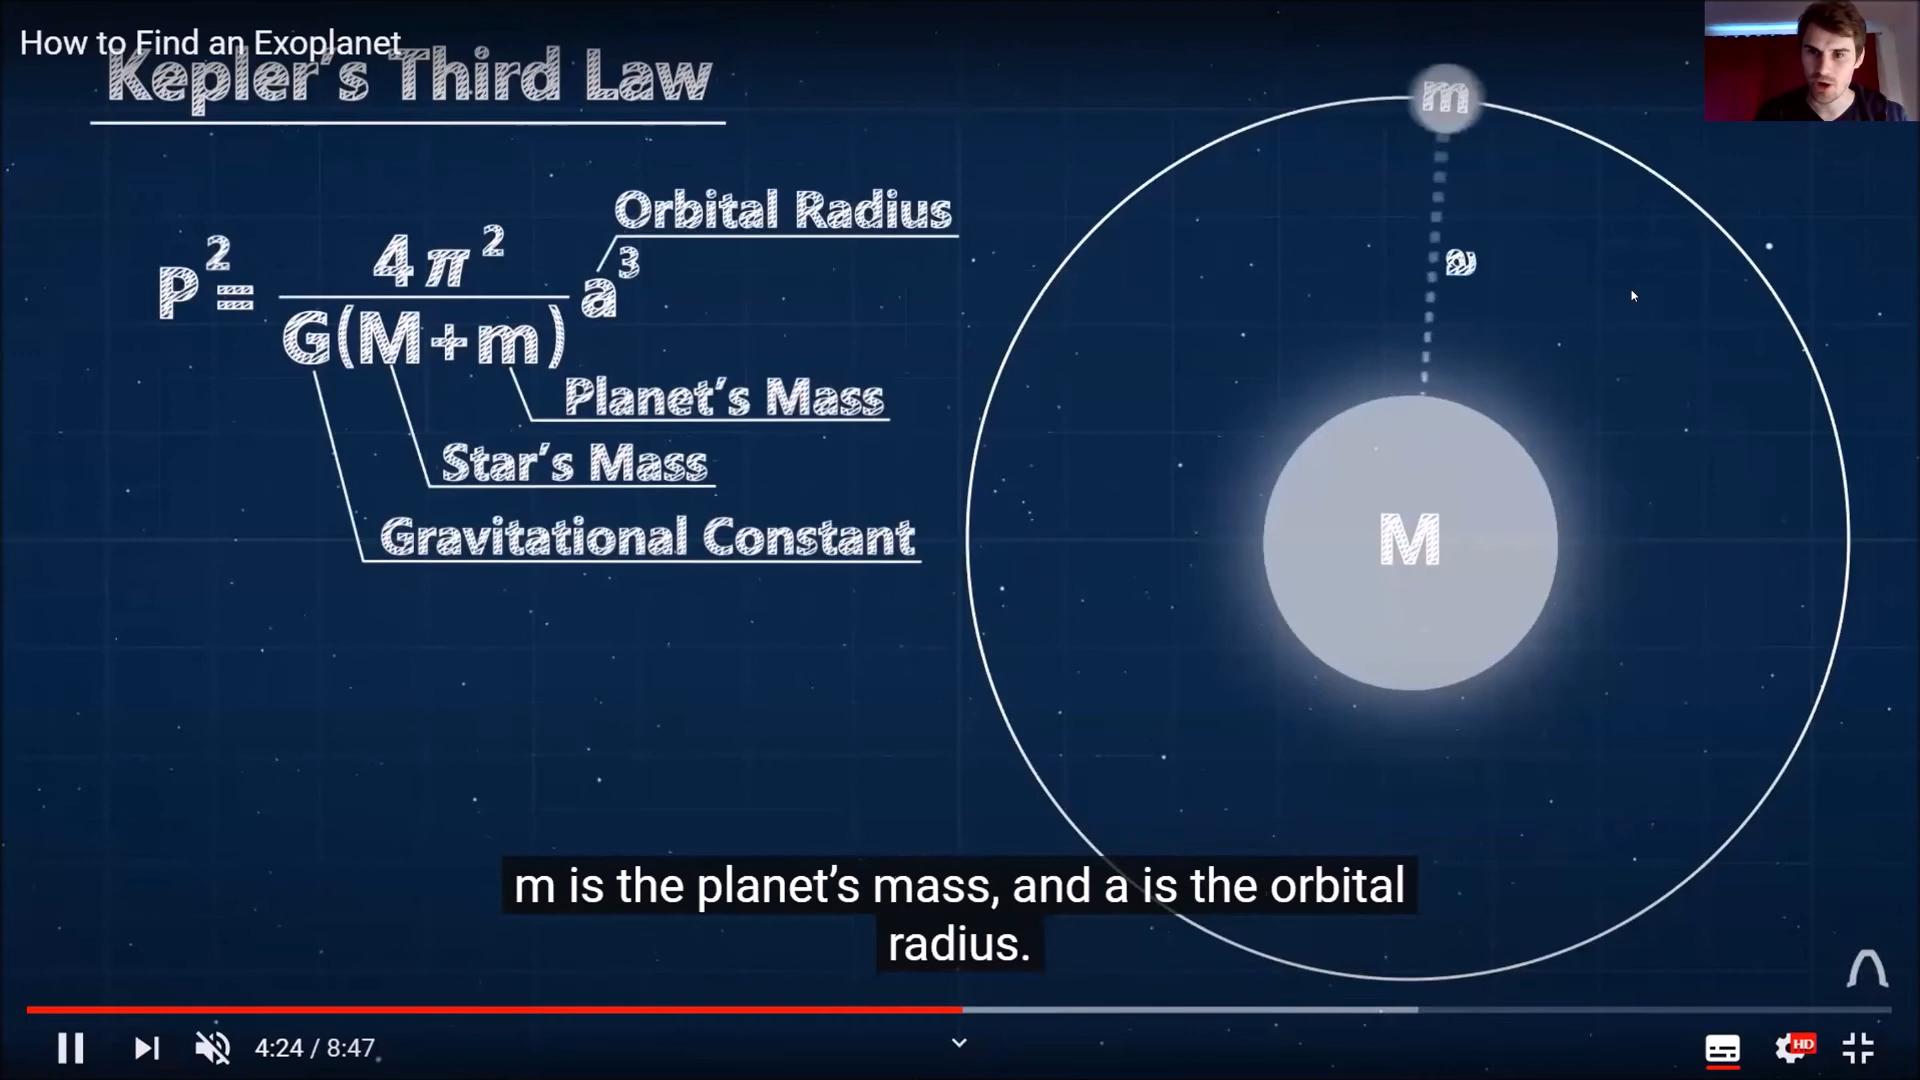 How to Find an Exoplanet
Kepler's Third Law
Orbital Radius
P² = 4π² / G(M+m) a³
Planet's Mass
Star's Mass
Gravitational Constant
m
a
M
m is the planet’s mass, and a is the orbital
radius.
4:24 / 8:47
HD